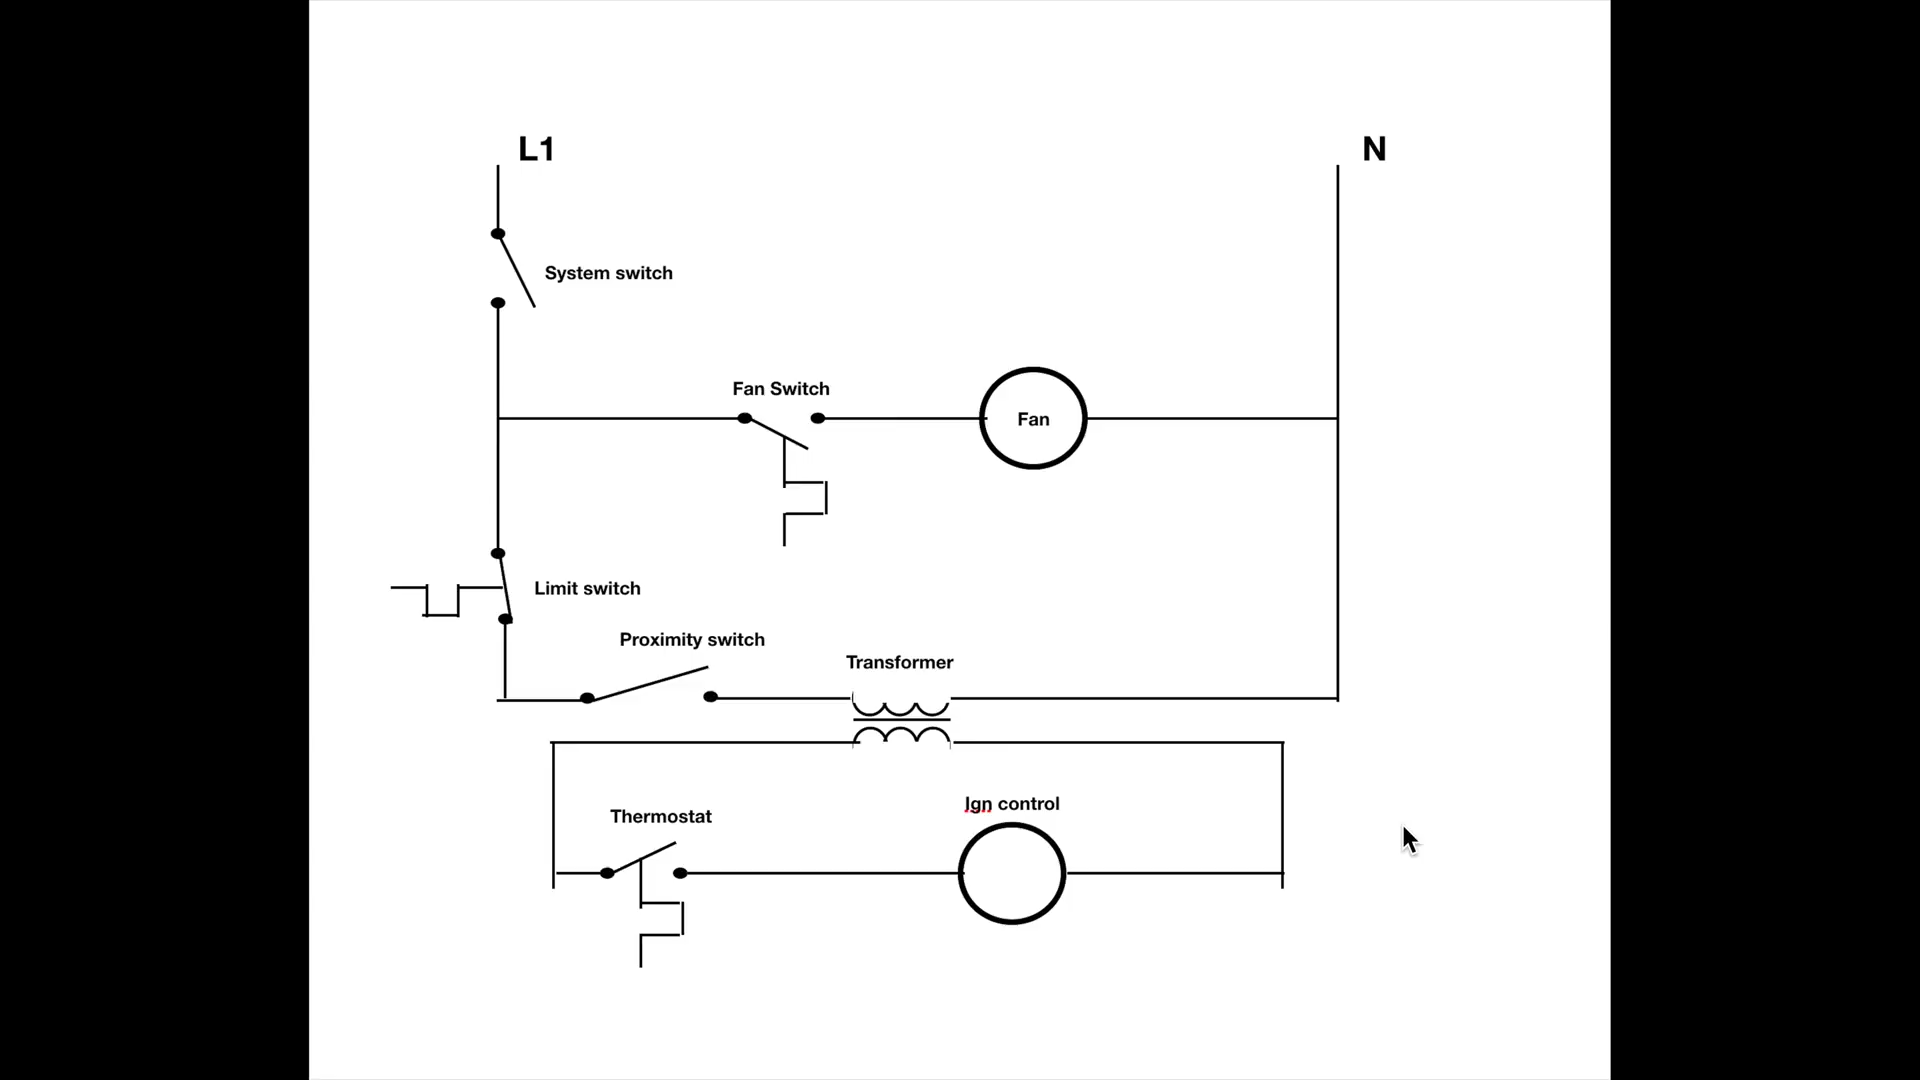 L1
N
System switch
Fan Switch
Fan
Limit switch
Proximity switch
Transformer
Ign control
Thermostat